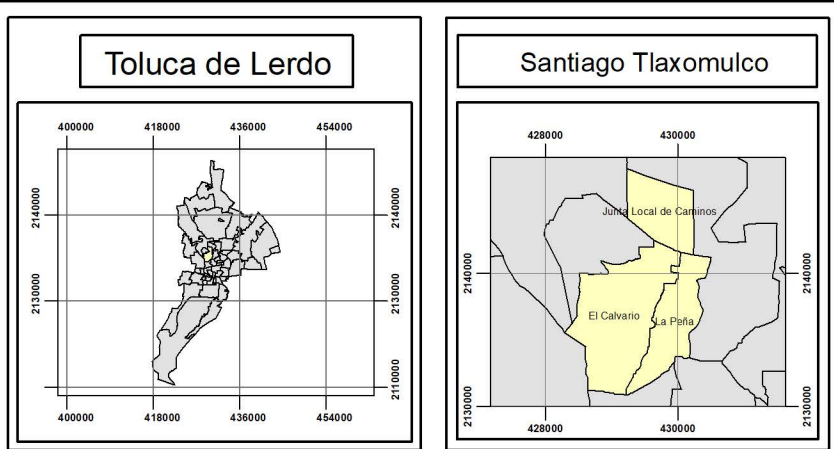 Toluca de Lerdo
400000 418000 436000 454000
2140000 2140000
2130000 2130000
2110000 2110000
400000 418000 436000 454000
Santiago Tlaxomulco
428000 430000
Junta Local de Caminos
2140000 2140000
El Calvario
La Peña
2130000 2130000
428000 430000